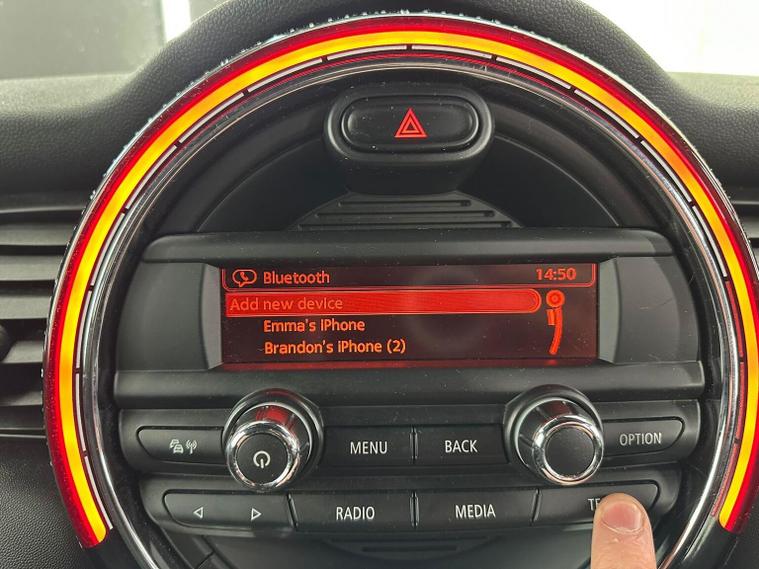 Bluetooth 14:50
Add new device
Emma's iPhone
Brandon's iPhone (2)
MENU BACK OPTION
RADIO MEDIA